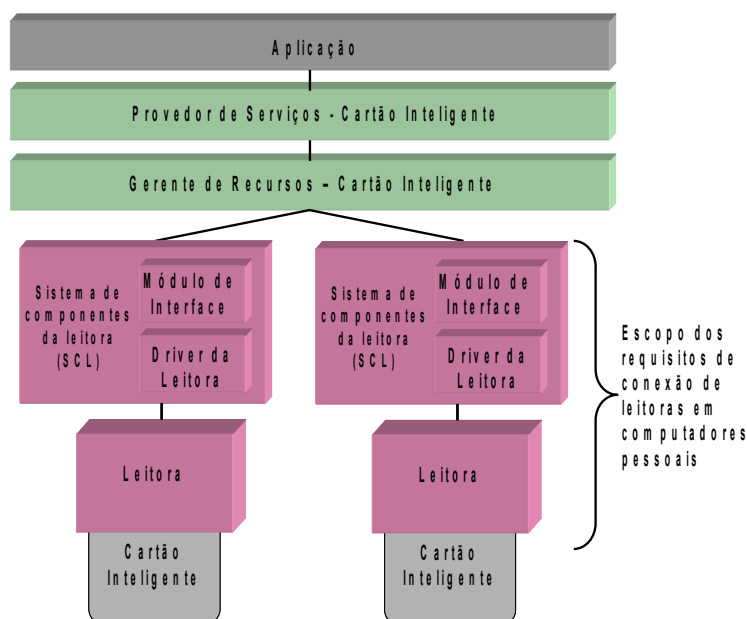 Aplicação
Provedor de Serviços - Cartão Inteligente
Gerente de Recursos – Cartão Inteligente
Sistema de
componentes
da leitora
(SCL)
Módulo de
Interface
Driver da
Leitora
Sistema de
componentes
da leitora
(SCL)
Módulo de
Interface
Driver da
Leitora
Escopo dos
requisitos de
conexão de
leitoras em
computadores
pessoais
Leitora
Leitora
Cartão
Inteligente
Cartão
Inteligente